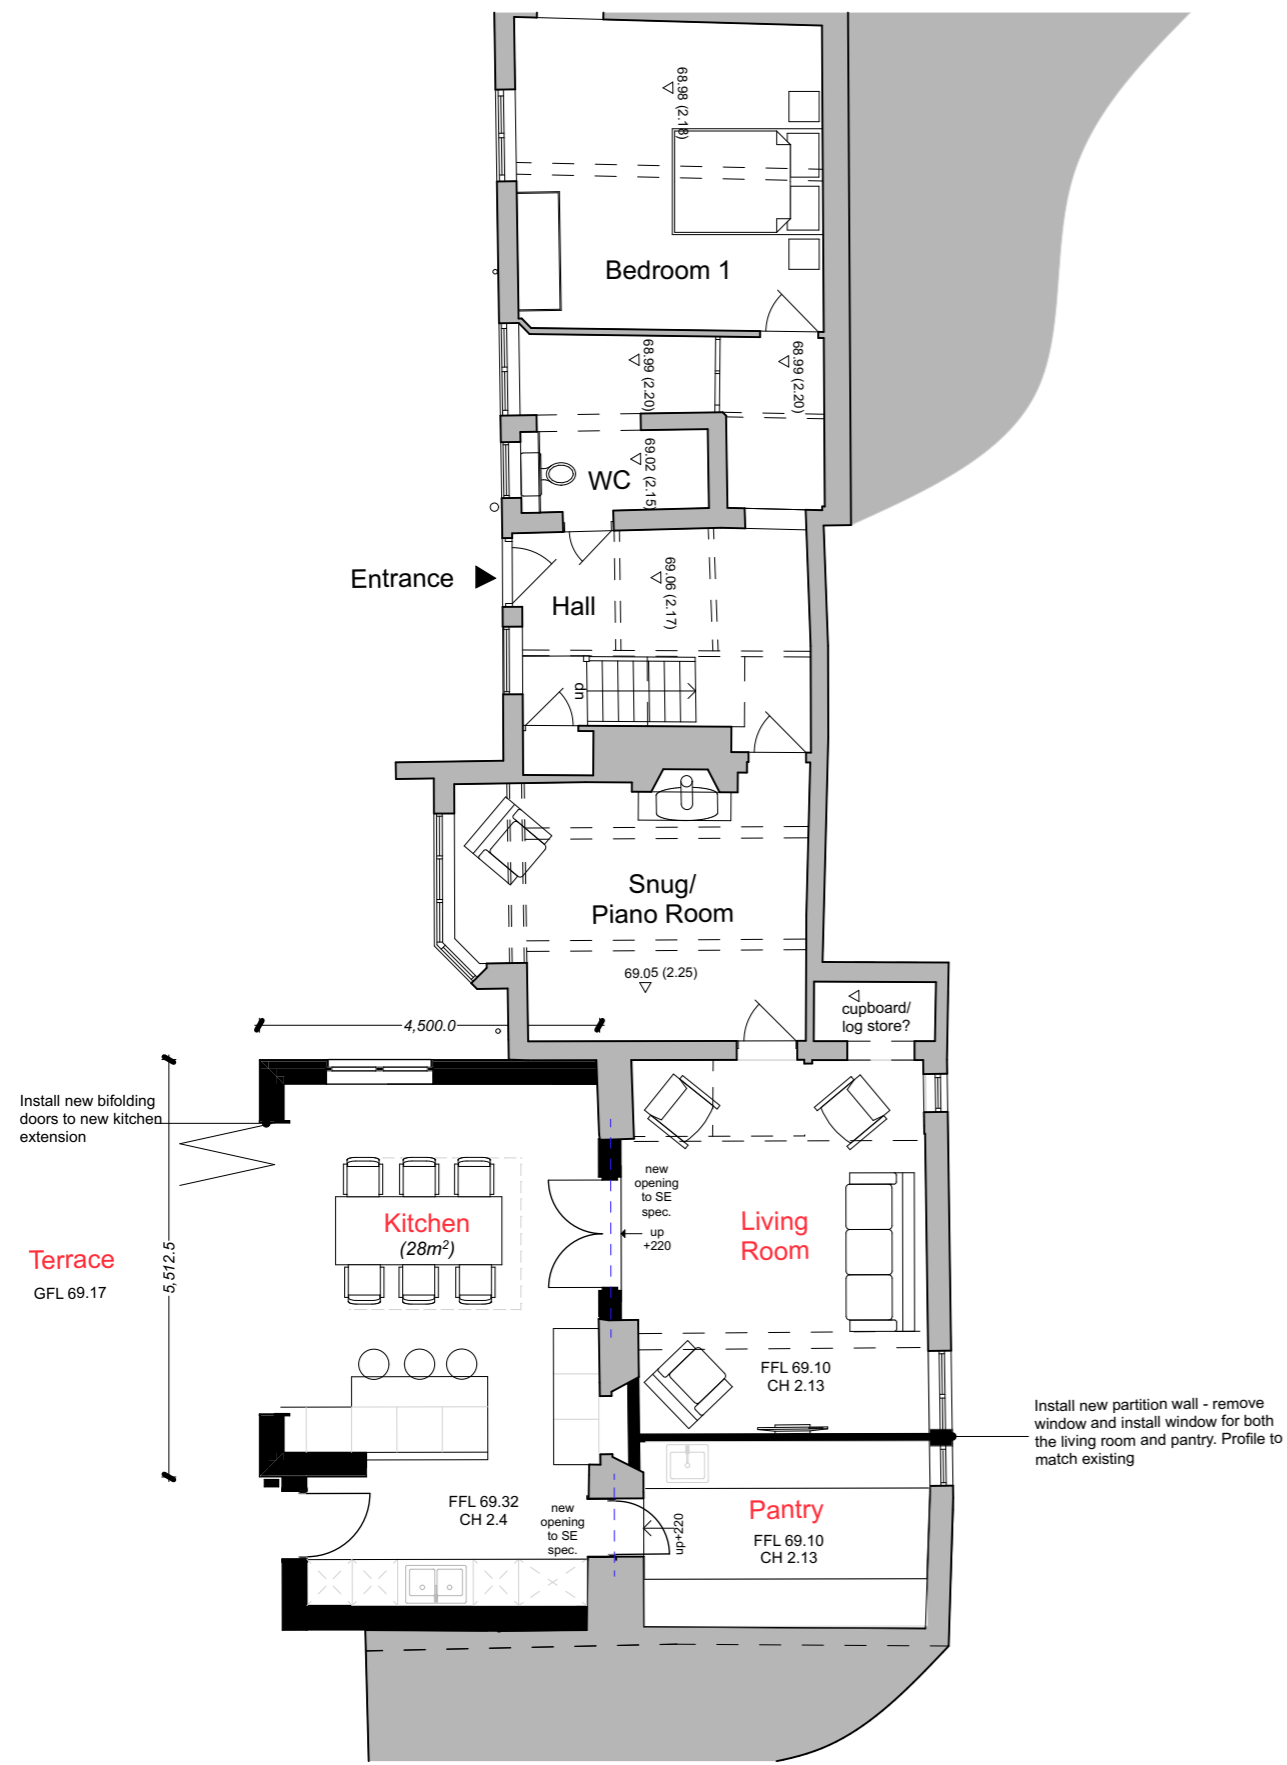 68.98 (2.18)
Bedroom 1
68.99 (2.20)
68.99 (2.20)
69.02 (2.15)
WC
Entrance
Hall
69.06 (2.17)
up
Snug/
Piano Room
69.05 (2.25)
cupboard/
log store?
4,500.0
Install new bifolding
doors to new kitchen
extension
new
opening
to SE
spec.
up
+220
Kitchen
(28m²)
Living
Room
Terrace
GFL 69.17
5,512.5
FFL 69.10
CH 2.13
Install new partition wall - remove
window and install window for both
the living room and pantry. Profile to
match existing
FFL 69.32
CH 2.4
new
opening
to SE
spec.
up+220
Pantry
FFL 69.10
CH 2.13